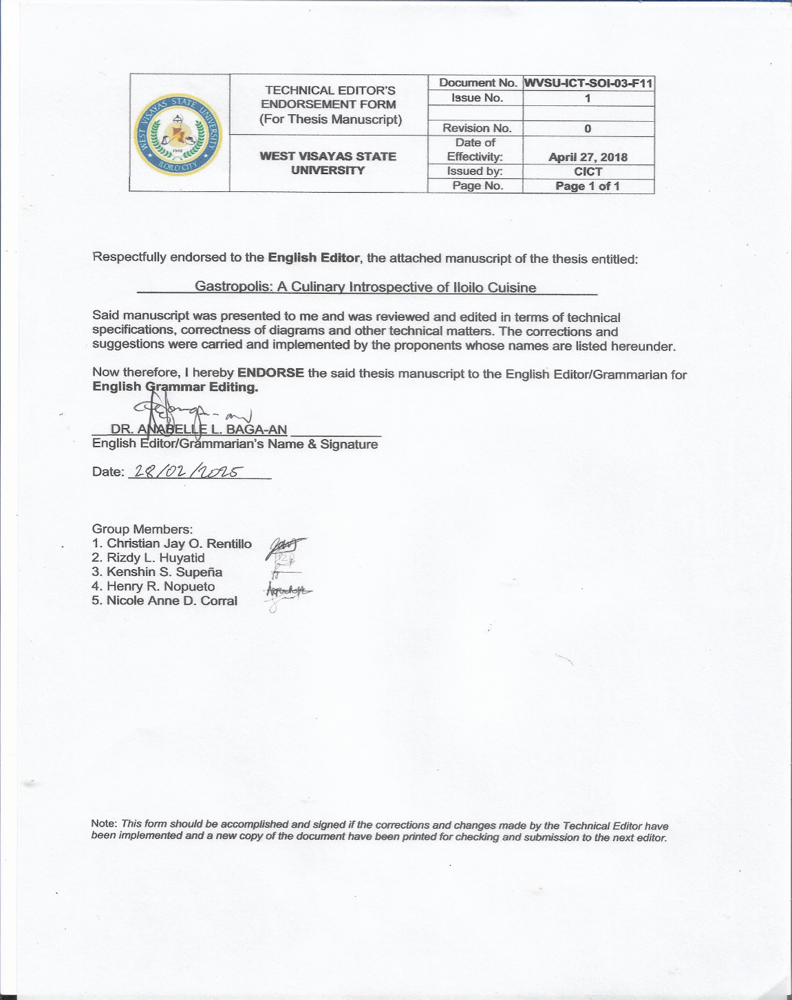 WEST VISAYAS STATE UNIVERSITY
1902
ILOILO CITY
TECHNICAL EDITOR'S
ENDORSEMENT FORM
(For Thesis Manuscript)
WEST VISAYAS STATE
UNIVERSITY
Document No. WVSU-ICT-SOI-03-F11
Issue No. 1
Revision No. 0
Date of
Effectivity: April 27, 2018
Issued by: CICT
Page No. Page 1 of 1
Respectfully endorsed to the English Editor, the attached manuscript of the thesis entitled:
Gastropolis: A Culinary Introspective of Iloilo Cuisine
Said manuscript was presented to me and was reviewed and edited in terms of technical
specifications, correctness of diagrams and other technical matters. The corrections and
suggestions were carried and implemented by the proponents whose names are listed hereunder.
Now therefore, I hereby ENDORSE the said thesis manuscript to the English Editor/Grammarian for
English Grammar Editing.
DR. ANABELLE L. BAGA-AN
English Editor/Grammarian's Name & Signature
Date: 28/02/2025
Group Members:
1. Christian Jay O. Rentillo
2. Rizdy L. Huyatid
3. Kenshin S. Supeña
4. Henry R. Nopueto
5. Nicole Anne D. Corral
Note: This form should be accomplished and signed if the corrections and changes made by the Technical Editor have
been implemented and a new copy of the document have been printed for checking and submission to the next editor.